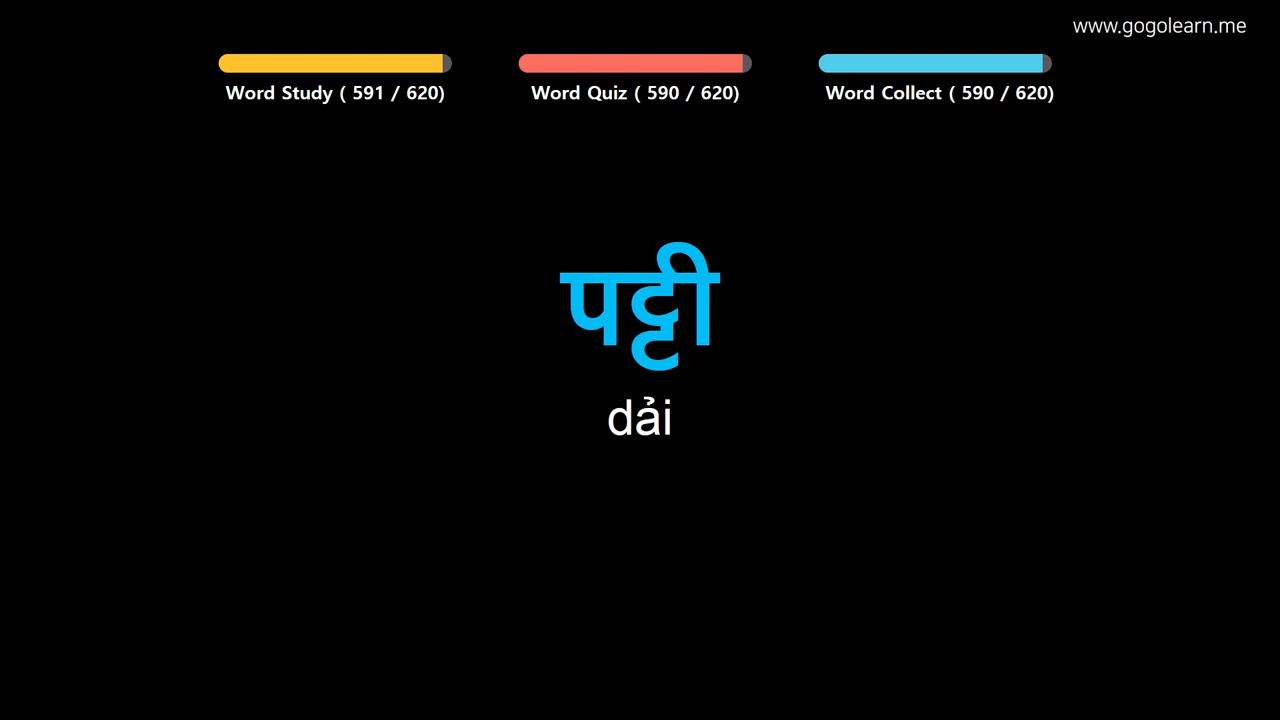 www.gogolearn.me
Word Study ( 591 / 620)
Word Quiz ( 590 / 620)
Word Collect ( 590 / 620)
पट्टी
dải